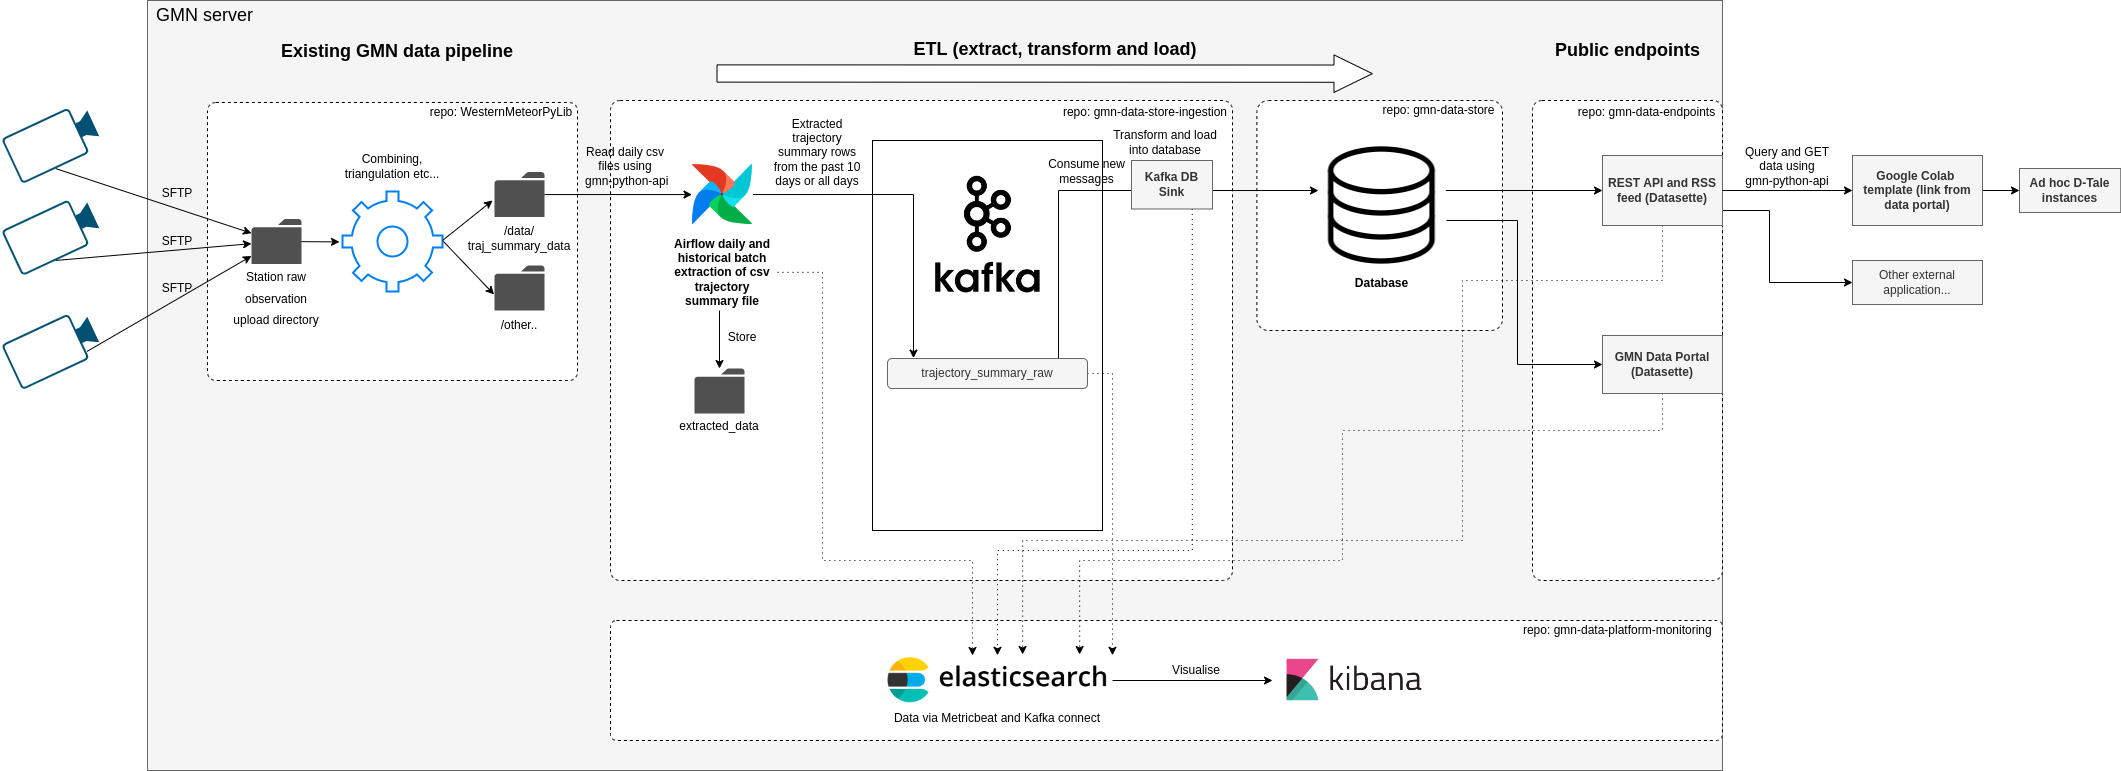 GMN server
Existing GMN data pipeline
ETL (extract, transform and load)
Public endpoints
SFTP
SFTP
SFTP
repo: WesternMeteorPyLib
Combining,
triangulation etc...
Station raw
observation
upload directory
/data/
traj_summary_data
/other..
Read daily csv
files using
gmn-python-api
repo: gmn-data-store-ingestion
Airflow daily and
historical batch
extraction of csv
trajectory
summary file
Store
extracted_data
Extracted
trajectory
summary rows
from the past 10
days or all days
kafka
trajectory_summary_raw
Consume new
messages
Transform and load
into database
Kafka DB
Sink
repo: gmn-data-store
Database
repo: gmn-data-endpoints
REST API and RSS
feed (Datasette)
GMN Data Portal
(Datasette)
Query and GET
data using
gmn-python-api
Google Colab
template (link from
data portal)
Ad hoc D-Tale
instances
Other external
application...
repo: gmn-data-platform-monitoring
elasticsearch
Data via Metricbeat and Kafka connect
Visualise
kibana